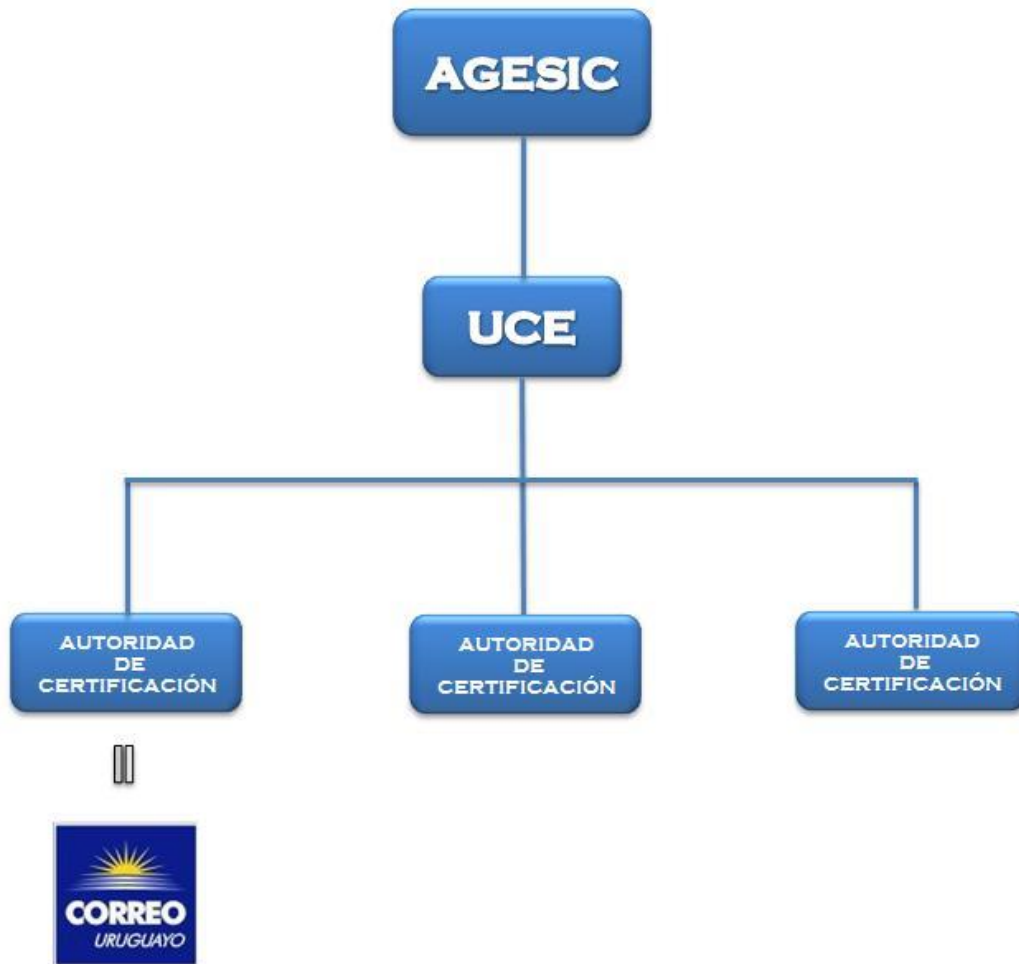 AGESIC
UCE
AUTORIDAD
DE
CERTIFICACIÓN
AUTORIDAD
DE
CERTIFICACIÓN
AUTORIDAD
DE
CERTIFICACIÓN
CORREO
URUGUAYO